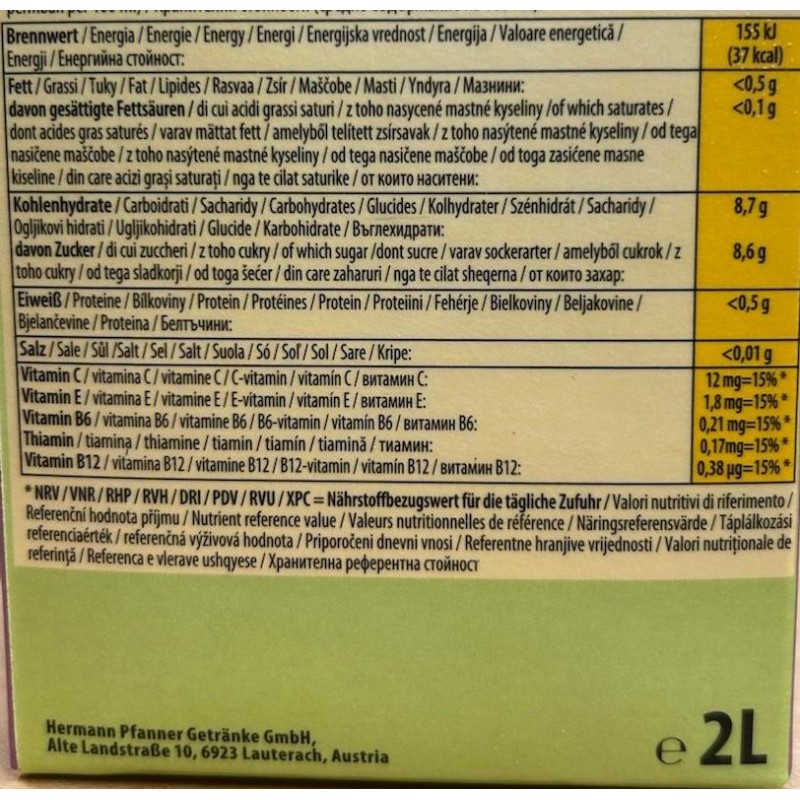 Brennwert / Energia / Energie / Energy / Energi / Energijska vrednost / Energija / Valoare energetică / 155 kJ
Energji / Енергийна стойност: (37 kcal)
Fett / Grassi / Tuky / Fat / Lipides / Rasvaa / Zsír / Maščobe / Masti / Yndyra / Мазнини: <0,5 g
davon gesättigte Fettsäuren / di cui acidi grassi saturi / z toho nasycené mastné kyseliny /of which saturates / <0,1 g
dont acides gras saturés / varav mättat fett / amelyből telített zsírsavak / z toho nasýtené mastné kyseliny / od tega
nasičene maščobe / z toho nasýtené mastné kyseliny / od tega nasičene maščobe / od toga zasićene masne
kiseline / din care acizi grași saturați / nga te cilat saturike / от които наситени:
Kohlenhydrate / Carboidrati / Sacharidy / Carbohydrates / Glucides / Kolhydrater / Szénhidrát / Sacharidy / 8,7 g
Ogljikovi hidrati / Ugljikohidrati / Glucide / Karbohidrate / Въглехидрати:
davon Zucker / di cui zuccheri / z toho cukry / of which sugar /dont sucre / varav sockerarter / amelyből cukrok / z 8,6 g
toho cukry / od tega sladkorji / od toga šećer / din care zaharuri / nga te cilat sheqerna / от които захар:
Eiweiß / Proteine / Bílkoviny / Protein / Protéines / Protein / Proteiini / Fehérje / Bielkoviny / Beljakovine / <0,5 g
Bjelančevine / Proteina / Белтъчини:
Salz / Sale / Sůl /Salt / Sel / Salt / Suola / Só / Soľ / Sol / Sare / Kripe: <0,01 g
Vitamin C / vitamina C / vitamine C / C-vitamin / vitamín C / витамин C: 12 mg=15% *
Vitamin E / vitamina E / vitamine E / E-vitamin / vitamín E / витамин E: 1,8 mg=15% *
Vitamin B6 / vitamina B6 / vitamine B6 / B6-vitamin / vitamín B6 / витамин B6: 0,21 mg=15% *
Thiamin / tiamina / thiamine / tiamin / tiamín / tiamină / тиамин: 0,17mg=15% *
Vitamin B12 / vitamina B12 / vitamine B12 / B12-vitamin / vitamín B12 / витамин B12: 0,38 µg=15% *
* NRV / VNR / RHP / RVH / DRI / PDV / RVU / XPC = Nährstoffbezugswert für die tägliche Zufuhr / Valori nutritivi di riferimento /
Referenční hodnota příjmu / Nutrient reference value / Valeurs nutritionnelles de référence / Näringsreferensvärde / Táplálkozási
referenciaérték / referenčná výživová hodnota / Priporočeni dnevni vnosi / Referentne hranjive vrijednosti / Valori nutriționale de
referință / Referenca e vlerave ushqyese / Хранителна референтна стойност
Hermann Pfanner Getränke GmbH,
Alte Landstraße 10, 6923 Lauterach, Austria
℮ 2L